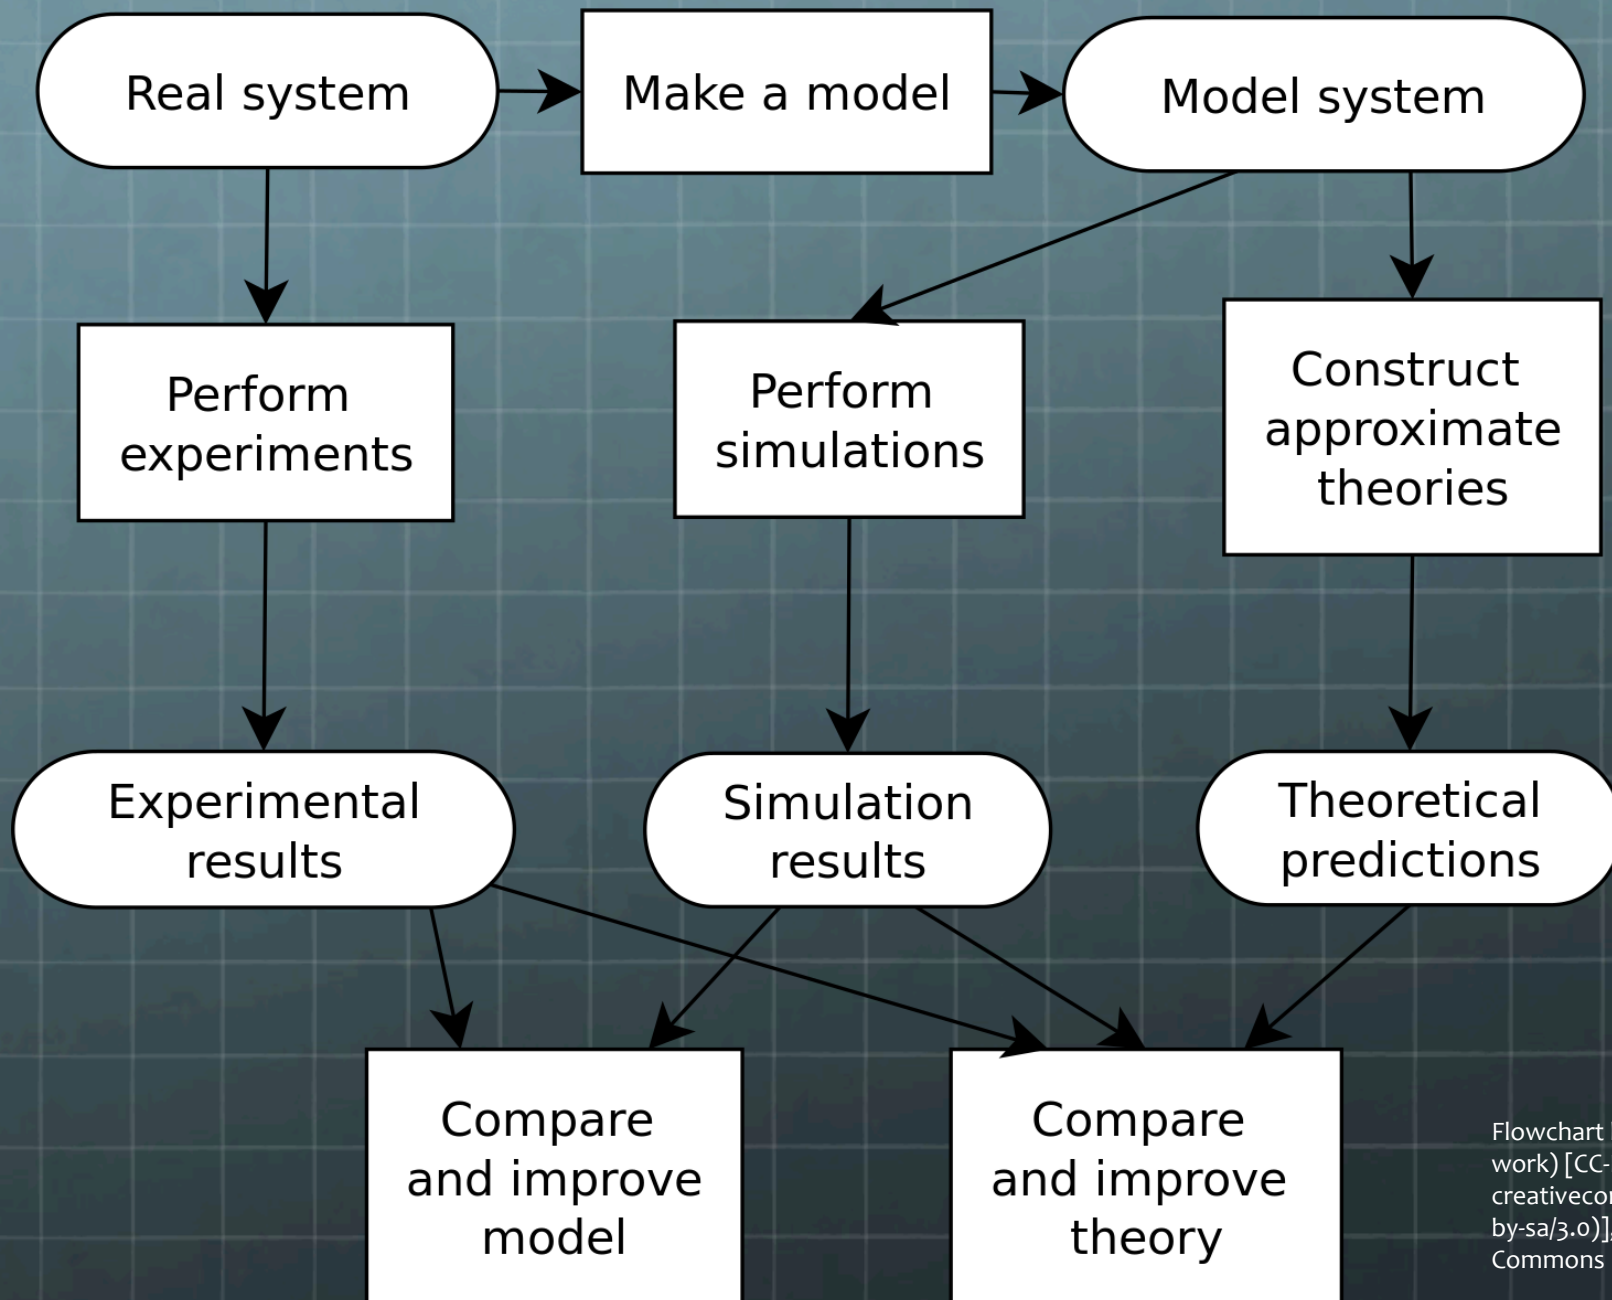 Real system
Make a model
Model system
Perform
experiments
Perform
simulations
Construct
approximate
theories
Experimental
results
Simulation
results
Theoretical
predictions
Compare
and improve
model
Compare
and improve
theory
Flowchart
work) [CC-
by-sa/3.0)],
Commons